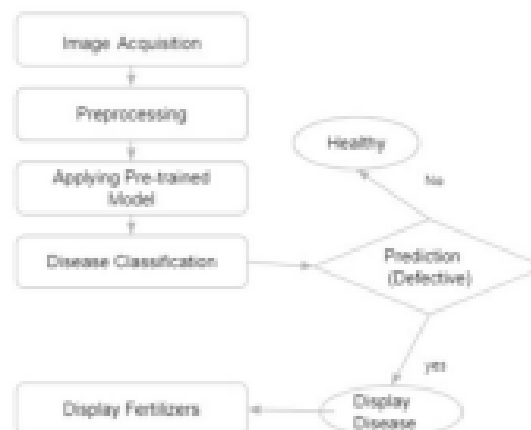 Image Acquisition
Preprocessing
Applying Pre-trained
Model
Disease Classification
Healthy
No
Prediction
(Defective)
yes
Display
Disease
Display Fertilizers